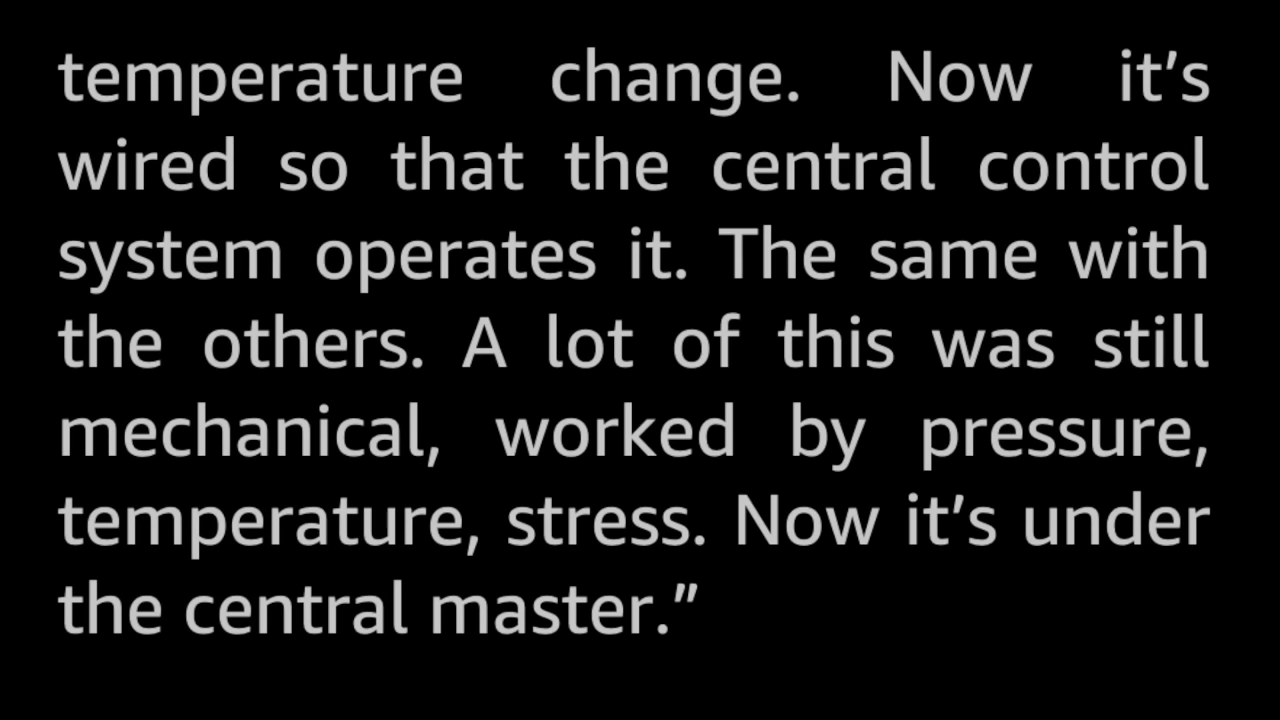 temperature change. Now it’s
wired so that the central control
system operates it. The same with
the others. A lot of this was still
mechanical, worked by pressure,
temperature, stress. Now it’s under
the central master.”